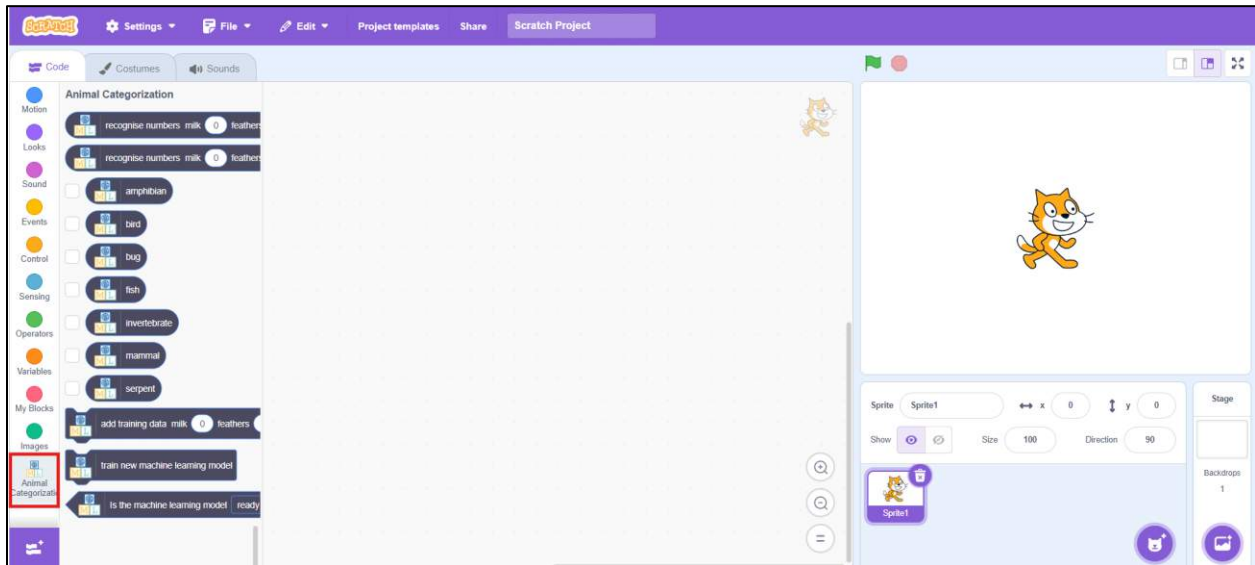 SCRATCH Settings File Edit Project templates Share Scratch Project
Code Costumes Sounds
Motion
Looks
Sound
Events
Control
Sensing
Operators
Variables
My Blocks
Images
Animal
Categorizati
Animal Categorization
recognise numbers milk 0 feathers
recognise numbers milk 0 feathers
amphibian
bird
bug
fish
invertebrate
mammal
serpent
add training data milk 0 feathers
train new machine learning model
Is the machine learning model ready
Sprite Sprite1 x 0 y 0
Show Size 100 Direction 90
Sprite1
Stage
Backdrops
1